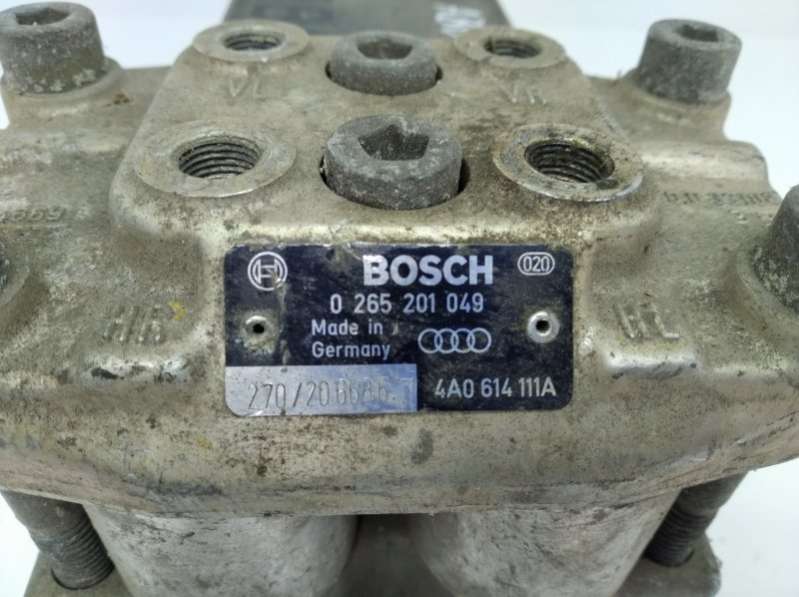 VL VR
BOSCH 020
0 265 201 049
Made in
Germany
4A0 614 111A
HR HL